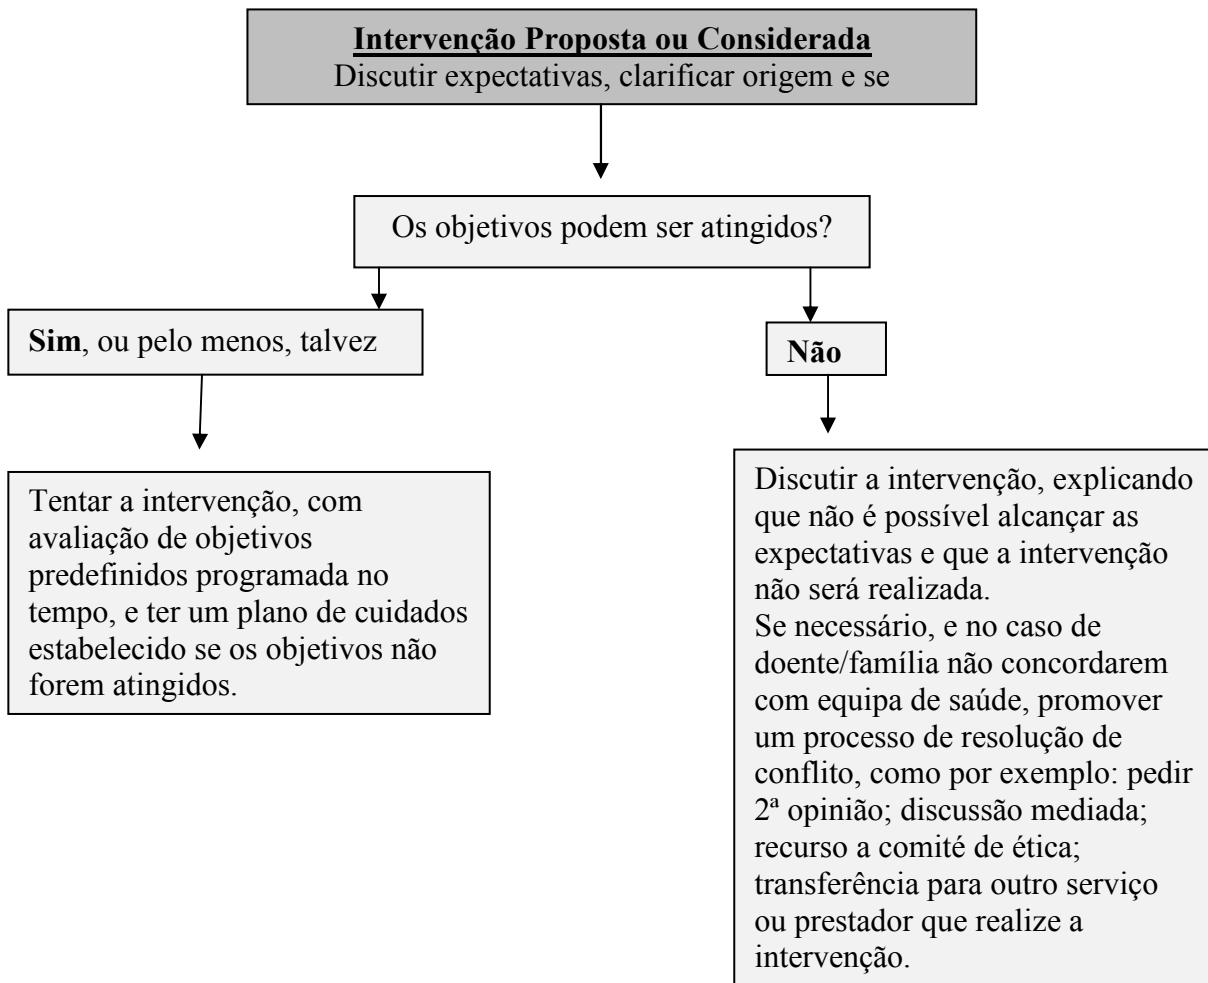 Intervenção Proposta ou Considerada
Discutir expectativas, clarificar origem e se
Os objetivos podem ser atingidos?
Sim, ou pelo menos, talvez
Não
Tentar a intervenção, com
avaliação de objetivos
predefinidos programada no
tempo, e ter um plano de cuidados
estabelecido se os objetivos não
forem atingidos.
Discutir a intervenção, explicando
que não é possível alcançar as
expectativas e que a intervenção
não será realizada.
Se necessário, e no caso de
doente/família não concordarem
com equipa de saúde, promover
um processo de resolução de
conflito, como por exemplo: pedir
2ª opinião; discussão mediada;
recurso a comité de ética;
transferência para outro serviço
ou prestador que realize a
intervenção.